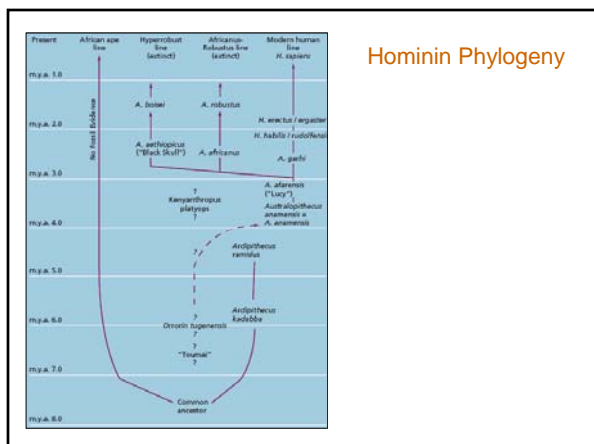 Hominin Phylogeny
Present
African ape
line
Hyperrobust
line
(extinct)
Africanus-
Robustus line
(extinct)
Modern human
line
H. sapiens
m.y.a. 1.0
A. boisei
A. robustus
No Fossil Evidence
H. erectus / ergaster
m.y.a. 2.0
H. habilis / rudolfensi
A. aethiopicus
("Black Skull")
A. africanus
A. garhi
m.y.a. 3.0
?
Kenyanthropus
platyops
?
A. afarensis
("Lucy")
Australopithecus
anamensis =
A. anamensis
m.y.a. 4.0
?
Ardipithecus
ramidus
?
m.y.a. 5.0
Ardipithecus
kadabba
?
m.y.a. 6.0
Orrorin tugenensis
?
"Toumai"
?
m.y.a. 7.0
Common
ancestor
m.y.a. 8.0